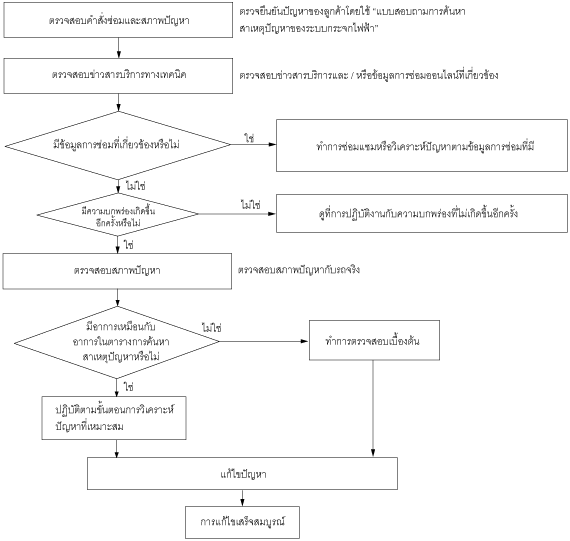 ตรวจสอบคำสั่งซ่อมและสภาพปัญหา
ตรวจยืนยันปัญหาของลูกค้าโดยใช้ "แบบสอบถามการค้นหา
สาเหตุปัญหาของระบบกระจกไฟฟ้า"
ตรวจสอบข่าวสารบริการทางเทคนิค
ตรวจสอบข่าวสารบริการและ / หรือข้อมูลการซ่อมออนไลน์ที่เกี่ยวข้อง
มีข้อมูลการซ่อมที่เกี่ยวข้องหรือไม่
ใช่
ทำการซ่อมแซมหรือวิเคราะห์ปัญหาตามข้อมูลการซ่อมที่มี
ไม่ใช่
มีความบกพร่องเกิดขึ้น
อีกครั้งหรือไม่
ไม่ใช่
ดูที่การปฏิบัติงานกับความบกพร่องที่ไม่เกิดขึ้นอีกครั้ง
ใช่
ตรวจสอบสภาพปัญหา
ตรวจสอบสภาพปัญหากับรถจริง
มีอาการเหมือนกับ
อาการในตารางการค้นหา
สาเหตุปัญหาหรือไม่
ไม่ใช่
ทำการตรวจสอบเบื้องต้น
ใช่
ปฏิบัติตามขั้นตอนการวิเคราะห์
ปัญหาที่เหมาะสม
แก้ไขปัญหา
การแก้ไขเสร็จสมบูรณ์